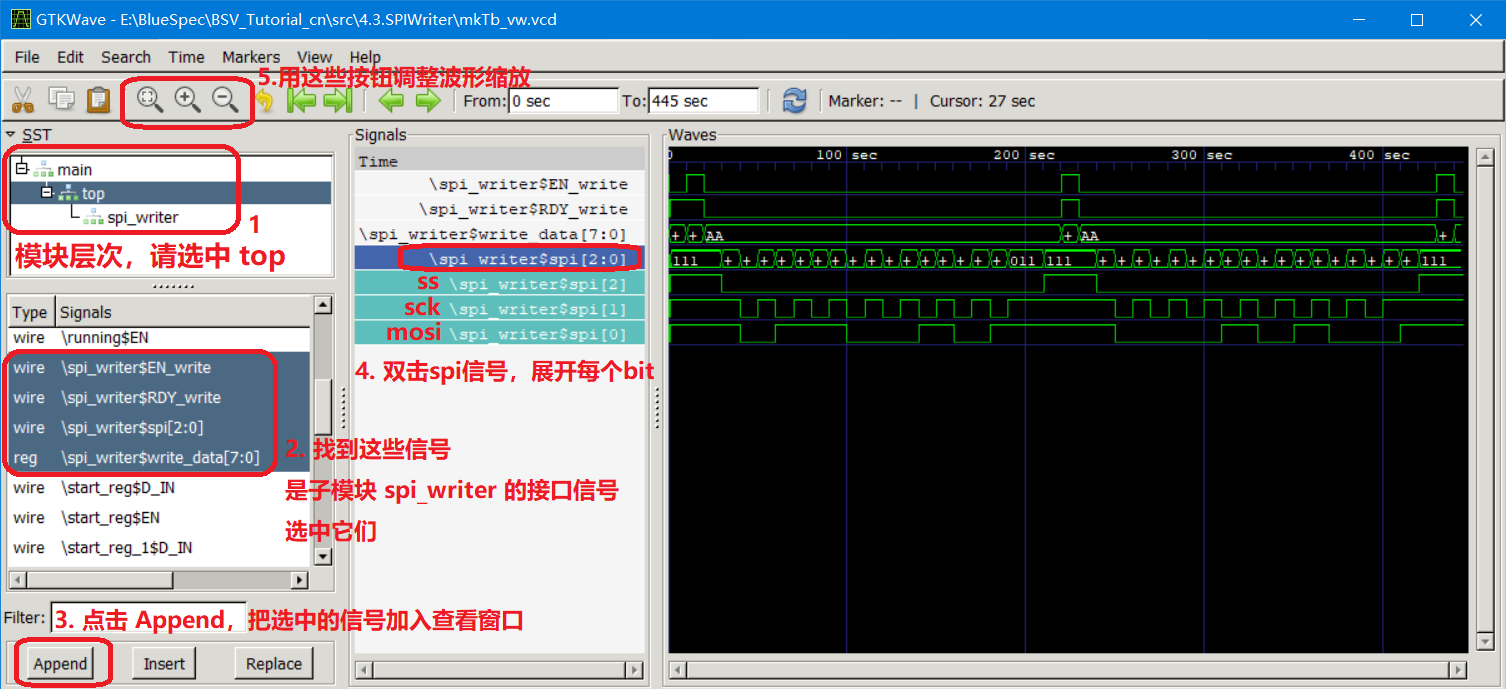 GTKWave - E:\BlueSpec\BSV_Tutorial_cn\src\4.3.SPIWriter\mkTb_vw.vcd
File Edit Search Time Markers View Help
5.用这些按钮调整波形缩放
From: 0 sec To: 445 sec Marker: -- | Cursor: 27 sec
SST
main
top
spi_writer
1
模块层次，请选中 top
Type Signals
wire \running$EN
wire \spi_writer$EN_write
wire \spi_writer$RDY_write
wire \spi_writer$spi[2:0]
reg \spi_writer$write_data[7:0]
wire \start_reg$D_IN
wire \start_reg$EN
wire \start_reg_1$D_IN
2. 找到这些信号
是子模块 spi_writer 的接口信号
选中它们
Filter:
3. 点击 Append，把选中的信号加入查看窗口
Append Insert Replace
Signals
Time
\spi_writer$EN_write
\spi_writer$RDY_write
\spi_writer$write_data[7:0]
\spi_writer$spi[2:0]
ss \spi_writer$spi[2]
sck \spi_writer$spi[1]
mosi \spi_writer$spi[0]
4. 双击spi信号，展开每个bit
Waves
0 100 sec 200 sec 300 sec 400 sec
+ + AA + AA +
111 + + + + + + + + + + + + + + + + 011 111 + + + + + + + + + + + + + + + + + + 111